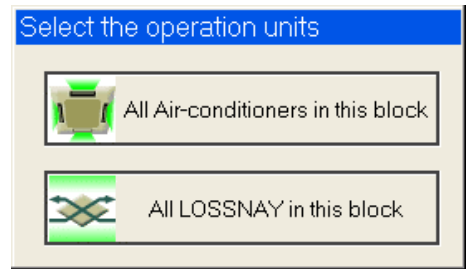 Select the operation units
All Air-conditioners in this block
All LOSSNAY in this block